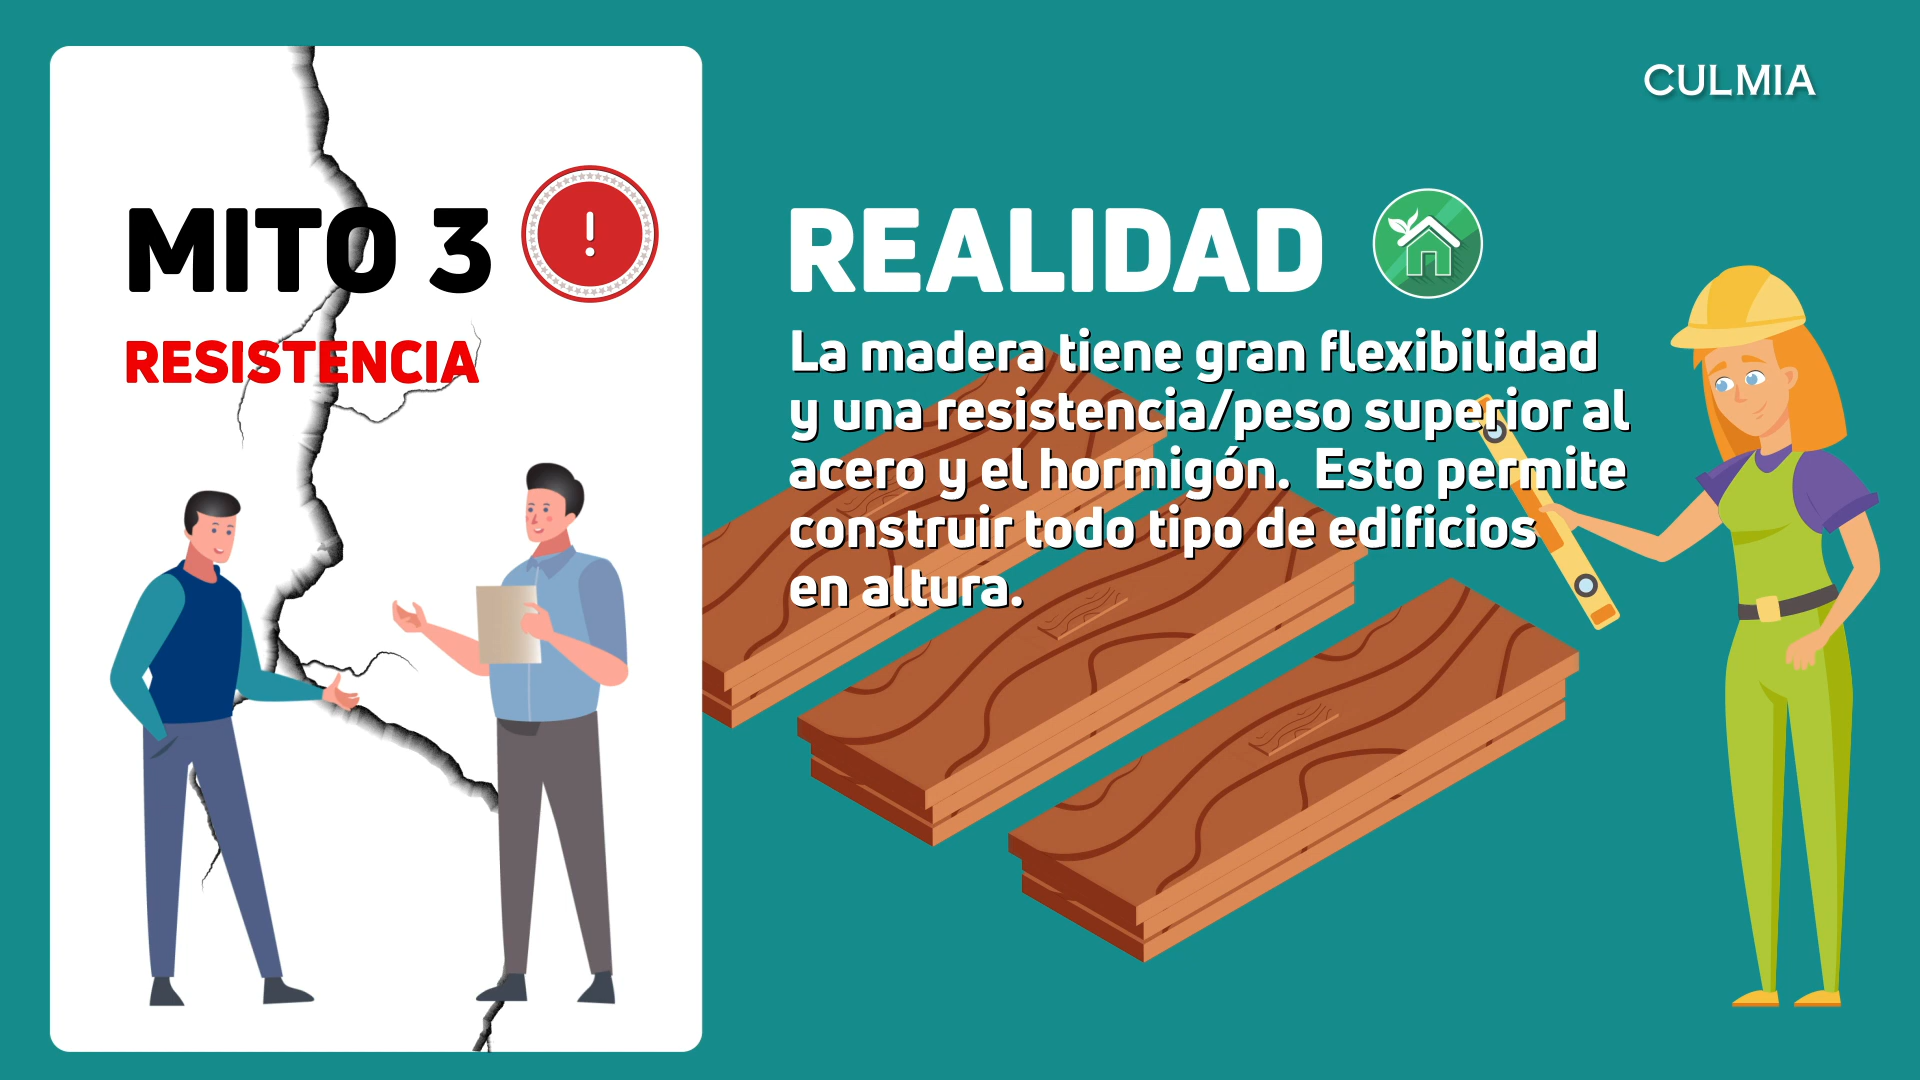 CULMIA
MITO 3
RESISTENCIA
REALIDAD
La madera tiene gran flexibilidad
y una resistencia/peso superior al
acero y el hormigón. Esto permite
construir todo tipo de edificios
en altura.